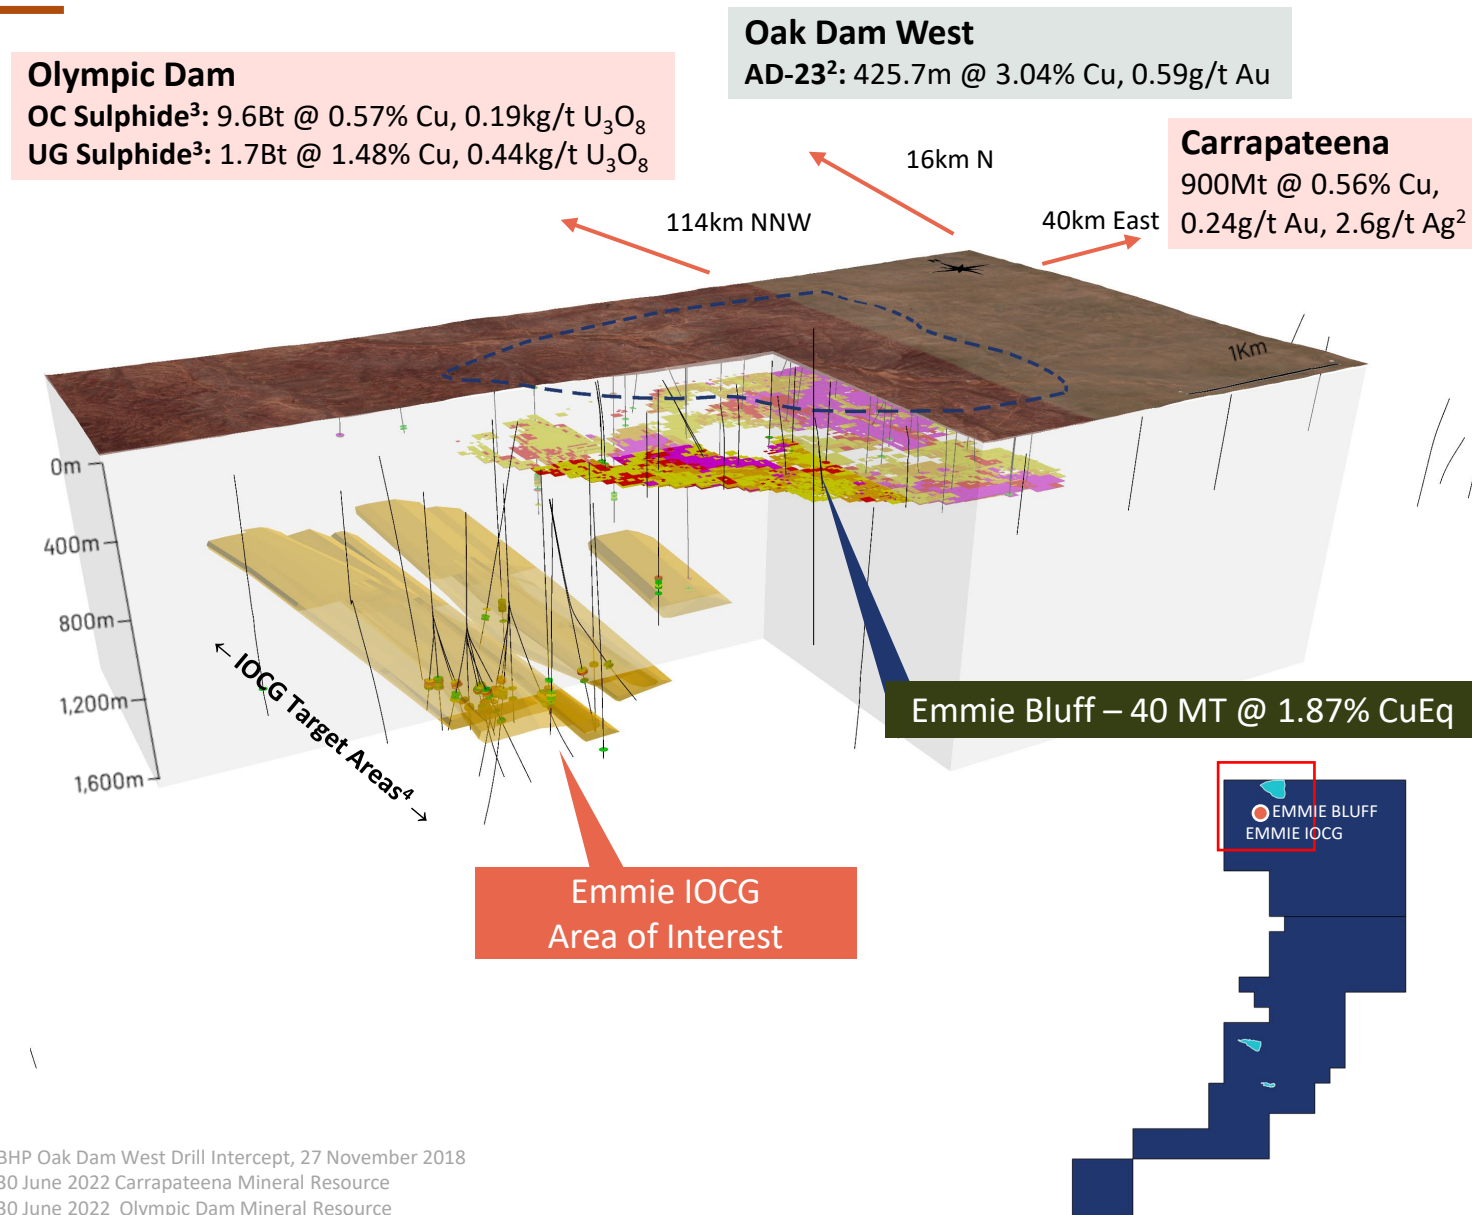 Oak Dam West
AD-23²: 425.7m @ 3.04% Cu, 0.59g/t Au
Olympic Dam
OC Sulphide³: 9.6Bt @ 0.57% Cu, 0.19kg/t U₃O₈
UG Sulphide³: 1.7Bt @ 1.48% Cu, 0.44kg/t U₃O₈
Carrapateena
900Mt @ 0.56% Cu,
0.24g/t Au, 2.6g/t Ag²
16km N
114km NNW
40km East
1Km
0m
400m
800m
1,200m
1,600m
← IOCG Target Areas⁴ →
Emmie Bluff – 40 MT @ 1.87% CuEq
Emmie IOCG
Area of Interest
EMMIE BLUFF
EMMIE IOCG
BHP Oak Dam West Drill Intercept, 27 November 2018
30 June 2022 Carrapateena Mineral Resource
30 June 2022  Olympic Dam Mineral Resource